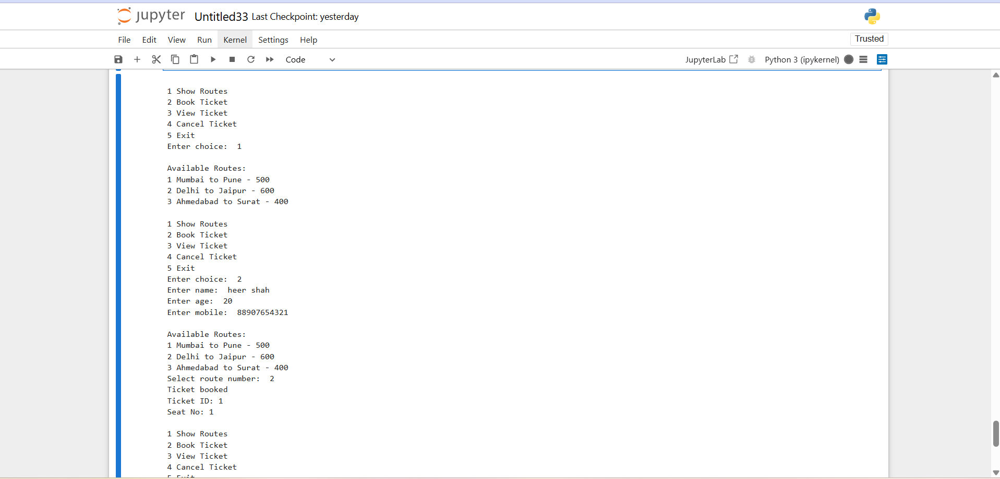 jupyter Untitled33 Last Checkpoint: yesterday
File Edit View Run Kernel Settings Help Trusted
Code JupyterLab Python 3 (ipykernel)
1 Show Routes
2 Book Ticket
3 View Ticket
4 Cancel Ticket
5 Exit
Enter choice:  1
Available Routes:
1 Mumbai to Pune - 500
2 Delhi to Jaipur - 600
3 Ahmedabad to Surat - 400
1 Show Routes
2 Book Ticket
3 View Ticket
4 Cancel Ticket
5 Exit
Enter choice:  2
Enter name:  heer shah
Enter age:  20
Enter mobile:  88907654321
Available Routes:
1 Mumbai to Pune - 500
2 Delhi to Jaipur - 600
3 Ahmedabad to Surat - 400
Select route number:  2
Ticket booked
Ticket ID: 1
Seat No: 1
1 Show Routes
2 Book Ticket
3 View Ticket
4 Cancel Ticket
5 Exit